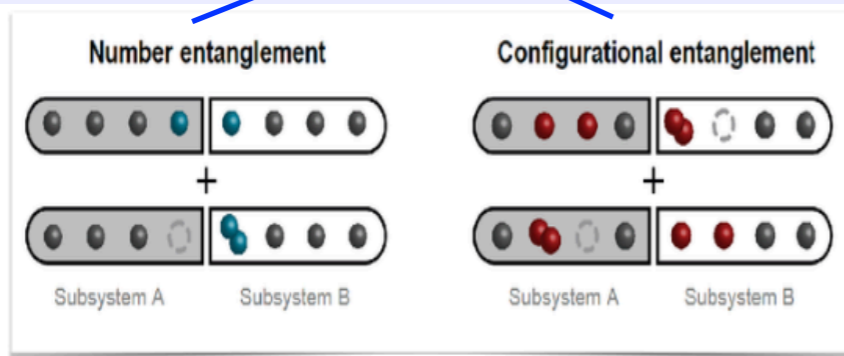 Number entanglement
Configurational entanglement
+
+
Subsystem A
Subsystem B
Subsystem A
Subsystem B